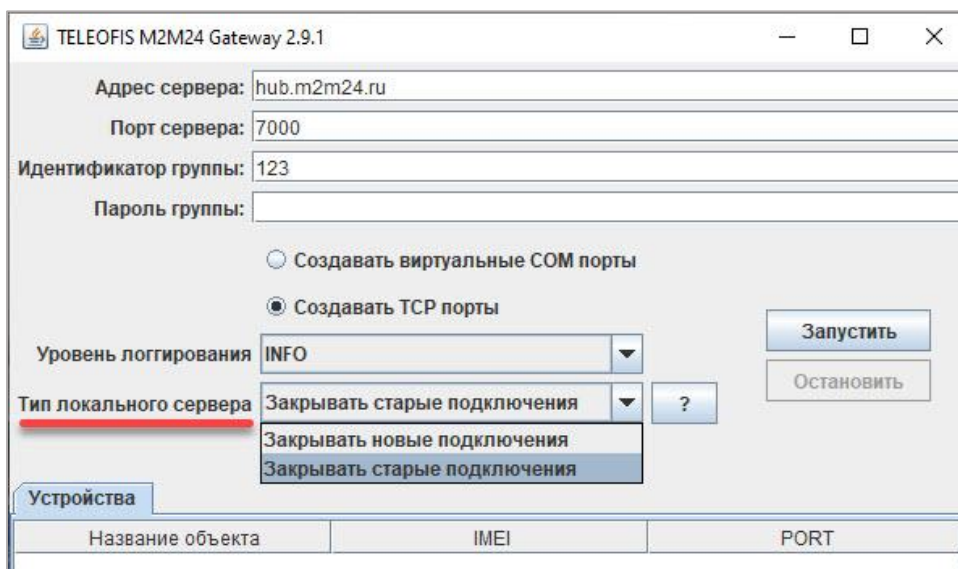 TELEOFIS M2M24 Gateway 2.9.1
Адрес сервера: hub.m2m24.ru
Порт сервера: 7000
Идентификатор группы: 123
Пароль группы:
Создавать виртуальные COM порты
Создавать TCP порты
Запустить
Уровень логгирования INFO
Остановить
Тип локального сервера Закрывать старые подключения ?
Закрывать новые подключения
Закрывать старые подключения
Устройства
Название объекта IMEI PORT